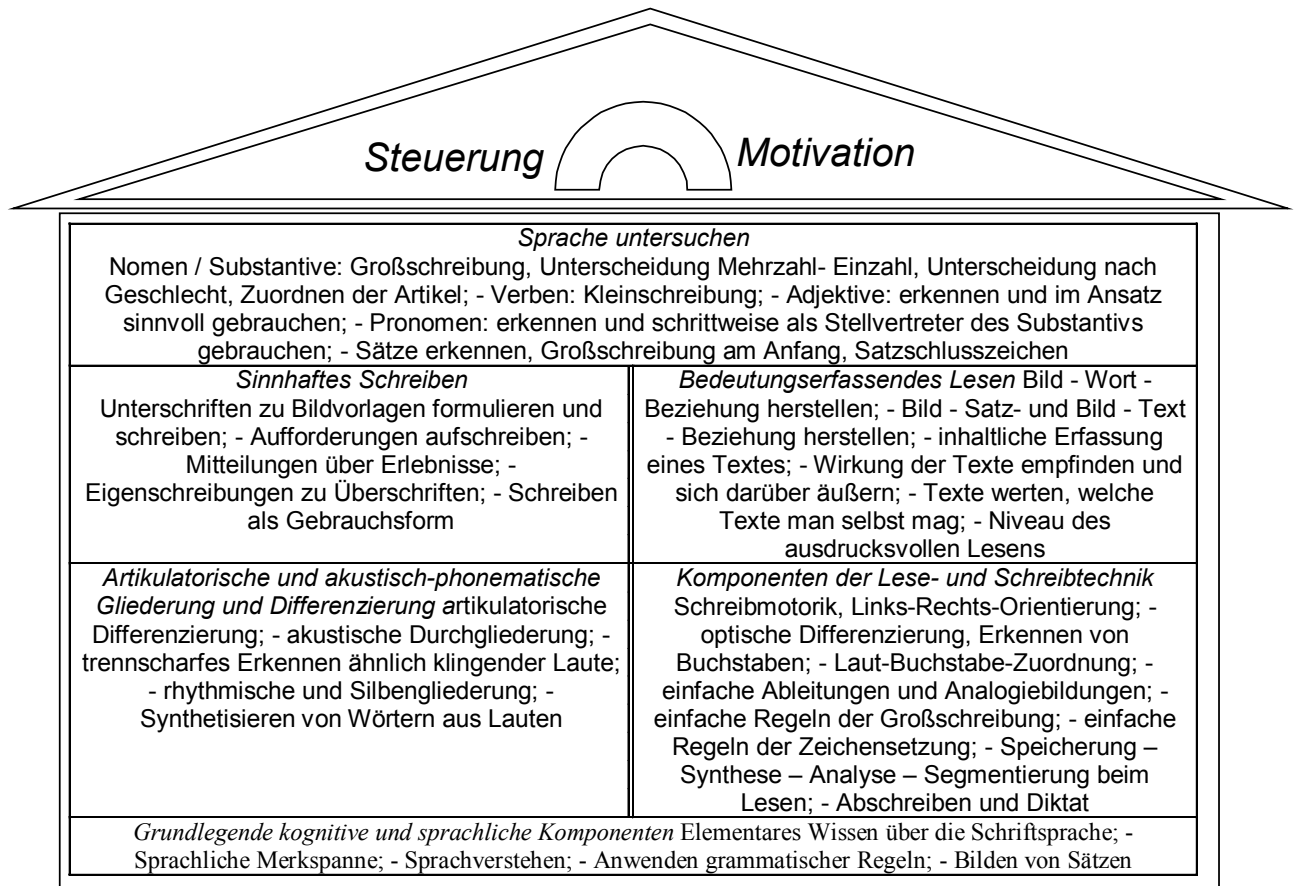 Steuerung Motivation
Sprache untersuchen
Nomen / Substantive: Großschreibung, Unterscheidung Mehrzahl- Einzahl, Unterscheidung nach
Geschlecht, Zuordnen der Artikel; - Verben: Kleinschreibung; - Adjektive: erkennen und im Ansatz
sinnvoll gebrauchen; - Pronomen: erkennen und schrittweise als Stellvertreter des Substantivs
gebrauchen; - Sätze erkennen, Großschreibung am Anfang, Satzschlusszeichen
Sinnhaftes Schreiben
Unterschriften zu Bildvorlagen formulieren und
schreiben; - Aufforderungen aufschreiben; -
Mitteilungen über Erlebnisse; -
Eigenschreibungen zu Überschriften; - Schreiben
als Gebrauchsform
Bedeutungserfassendes Lesen Bild - Wort -
Beziehung herstellen; - Bild - Satz- und Bild - Text
- Beziehung herstellen; - inhaltliche Erfassung
eines Textes; - Wirkung der Texte empfinden und
sich darüber äußern; - Texte werten, welche
Texte man selbst mag; - Niveau des
ausdrucksvollen Lesens
Artikulatorische und akustisch-phonematische
Gliederung und Differenzierung artikulatorische
Differenzierung; - akustische Durchgliederung; -
trennscharfes Erkennen ähnlich klingender Laute;
- rhythmische und Silbengliederung; -
Synthetisieren von Wörtern aus Lauten
Komponenten der Lese- und Schreibtechnik
Schreibmotorik, Links-Rechts-Orientierung; -
optische Differenzierung, Erkennen von
Buchstaben; - Laut-Buchstabe-Zuordnung; -
einfache Ableitungen und Analogiebildungen; -
einfache Regeln der Großschreibung; - einfache
Regeln der Zeichensetzung; - Speicherung –
Synthese – Analyse – Segmentierung beim
Lesen; - Abschreiben und Diktat
Grundlegende kognitive und sprachliche Komponenten Elementares Wissen über die Schriftsprache; -
Sprachliche Merkspanne; - Sprachverstehen; - Anwenden grammatischer Regeln; - Bilden von Sätzen